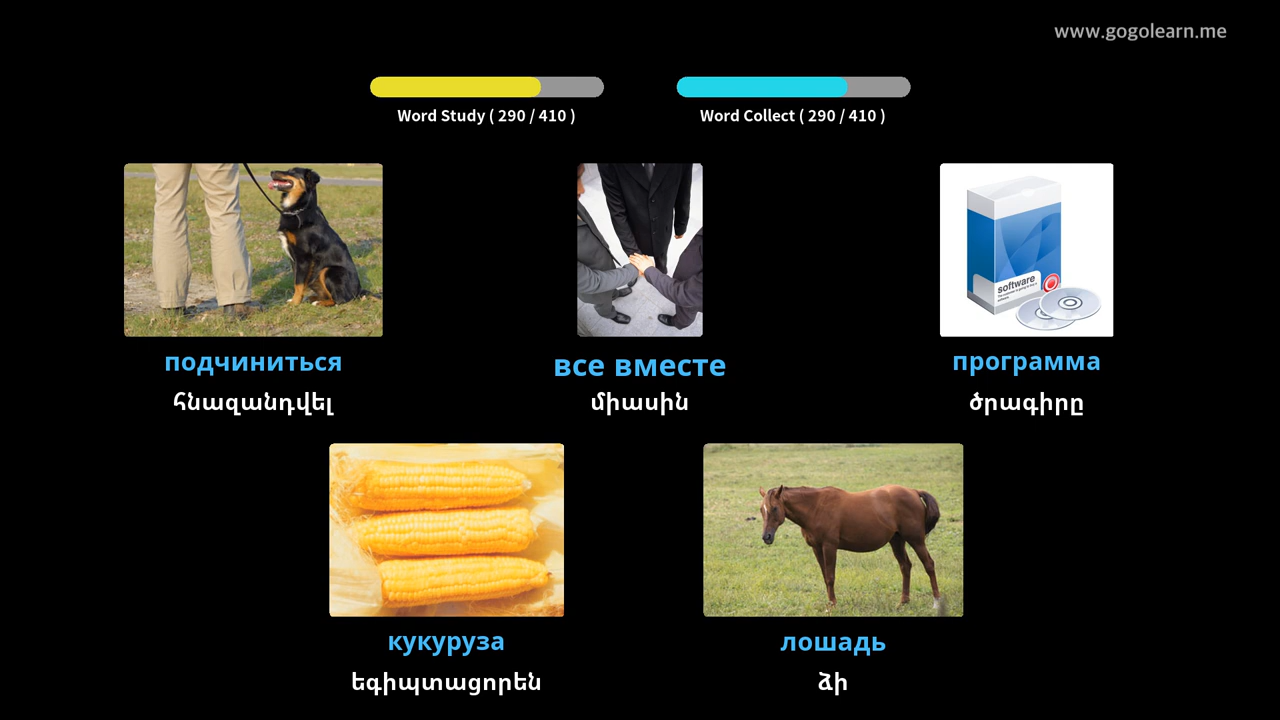 www.gogolearn.me
Word Study ( 290 / 410 )
Word Collect ( 290 / 410 )
software
подчиниться
все вместе
программа
հնազանդվել
միասին
ծրագիրը
кукуруза
лошадь
եգիպտացորեն
ձի